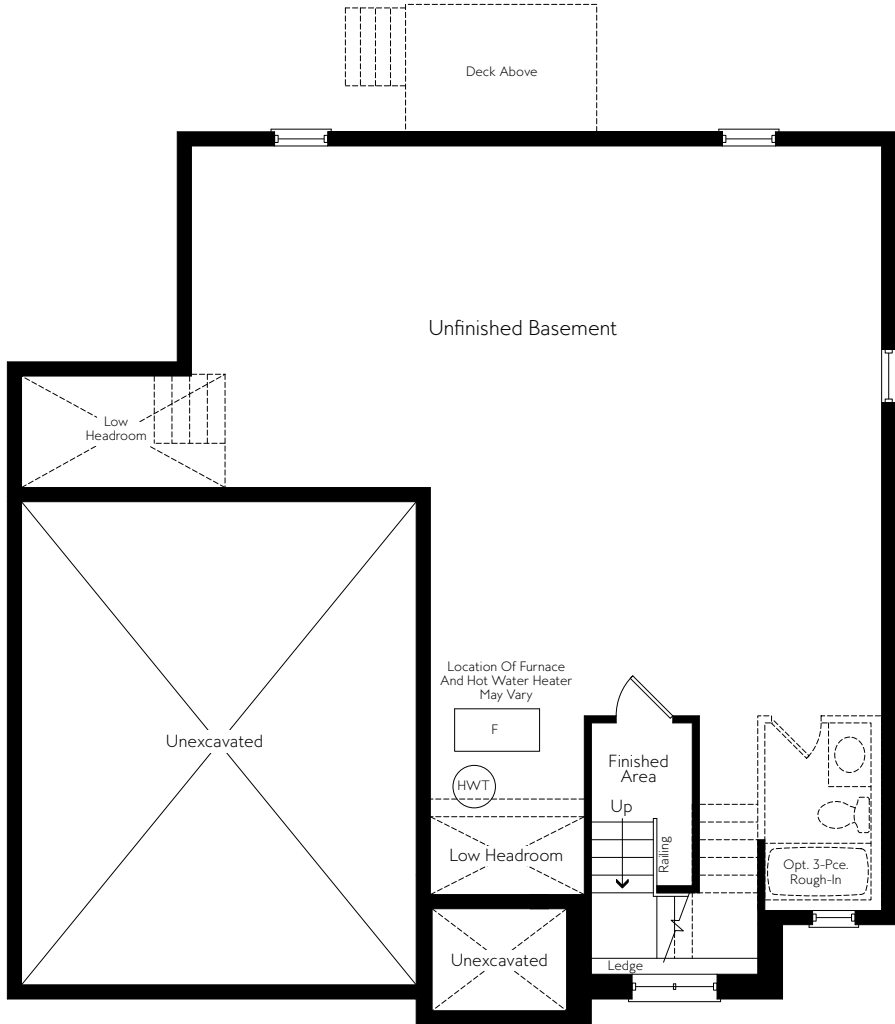 Deck Above
Unfinished Basement
Low
Headroom
Location Of Furnace
And Hot Water Heater
May Vary
F
HWT
Unexcavated
Finished
Area
Up
Railing
Low Headroom
Opt. 3-Pce.
Rough-In
Unexcavated
Ledge